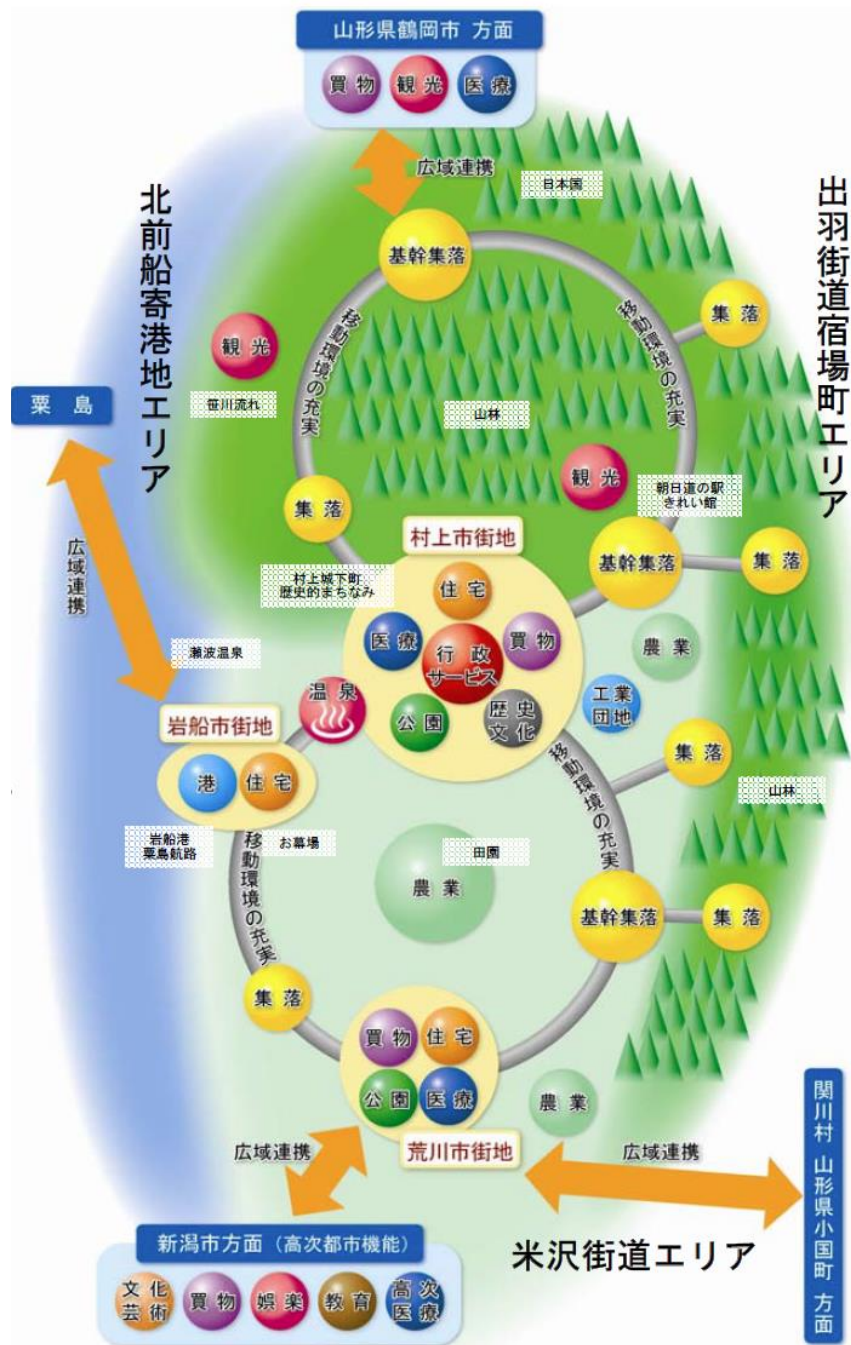 山形県鶴岡市 方面
買物
観光
医療
広域連携
日本国
北前船寄港地エリア
出羽街道宿場町エリア
基幹集落
集落
移動環境の充実
移動環境の充実
観光
笹川流れ
粟島
山林
観光
朝日道の駅
きれい館
集落
村上市街地
基幹集落
集落
村上城下町
歴史的まちなみ
住宅
医療
行政
サービス
買物
公園
歴史
文化
農業
工業
団地
広域連携
瀬波温泉
温泉
岩船市街地
港
住宅
集落
山林
移動環境の充実
岩船港
粟島航路
お墓場
移動環境の充実
田園
農業
基幹集落
集落
集落
買物
住宅
公園
医療
農業
荒川市街地
広域連携
広域連携
関川村 山形県小国町 方面
米沢街道エリア
新潟市方面（高次都市機能）
文化
芸術
買物
娯楽
教育
高次
医療